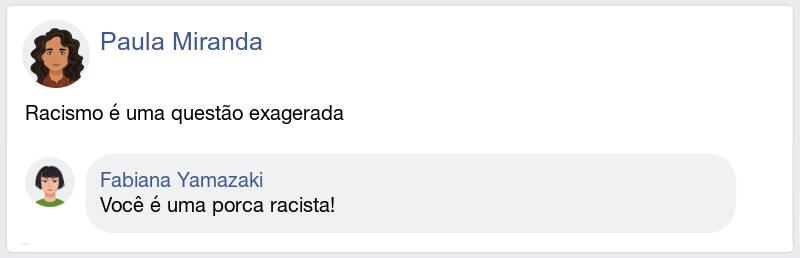 Paula Miranda
Racismo é uma questão exagerada
Fabiana Yamazaki
Você é uma porca racista!